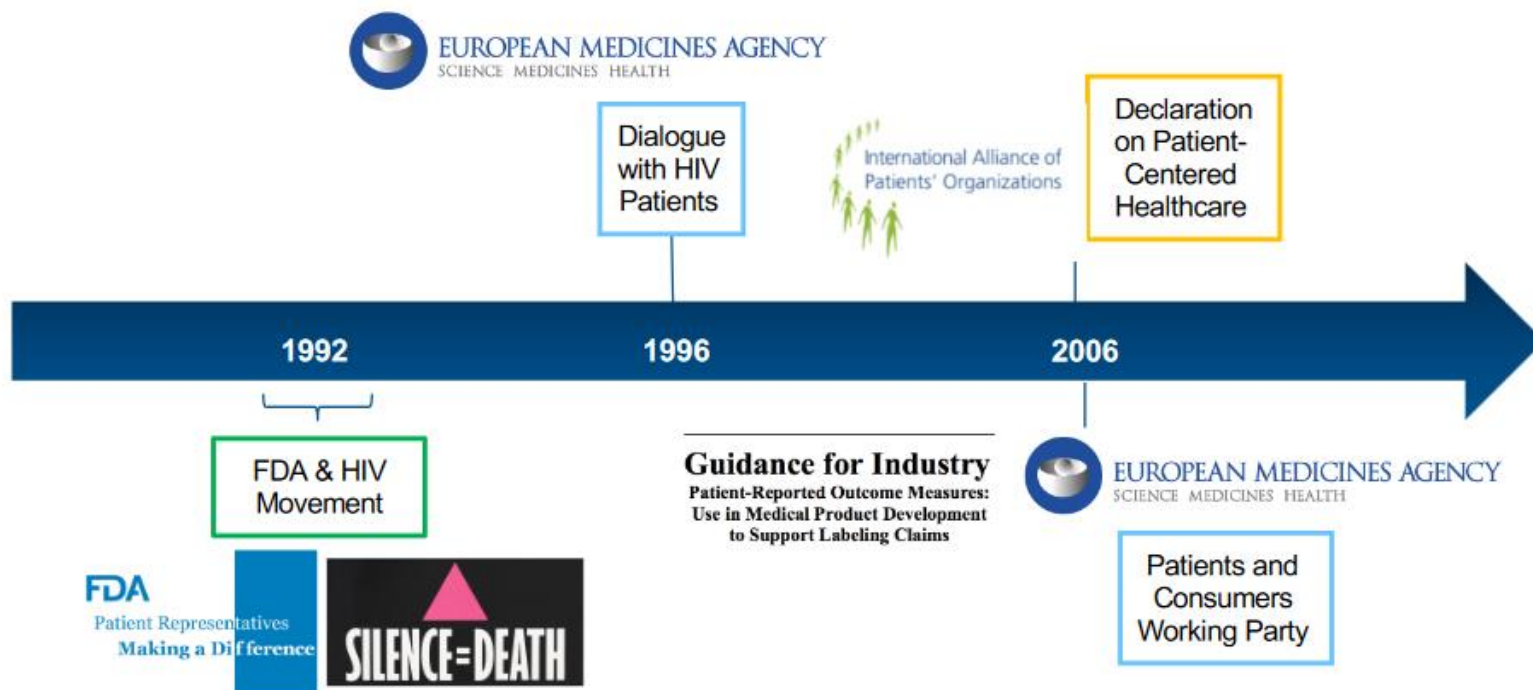 EUROPEAN MEDICINES AGENCY
SCIENCE MEDICINES HEALTH
Dialogue
with HIV
Patients
International Alliance of
Patients' Organizations
Declaration
on Patient-
Centered
Healthcare
1992
1996
2006
FDA & HIV
Movement
FDA
Patient Representatives
Making a Difference
SILENCE=DEATH
Guidance for Industry
Patient-Reported Outcome Measures:
Use in Medical Product Development
to Support Labeling Claims
EUROPEAN MEDICINES AGENCY
SCIENCE MEDICINES HEALTH
Patients and
Consumers
Working Party